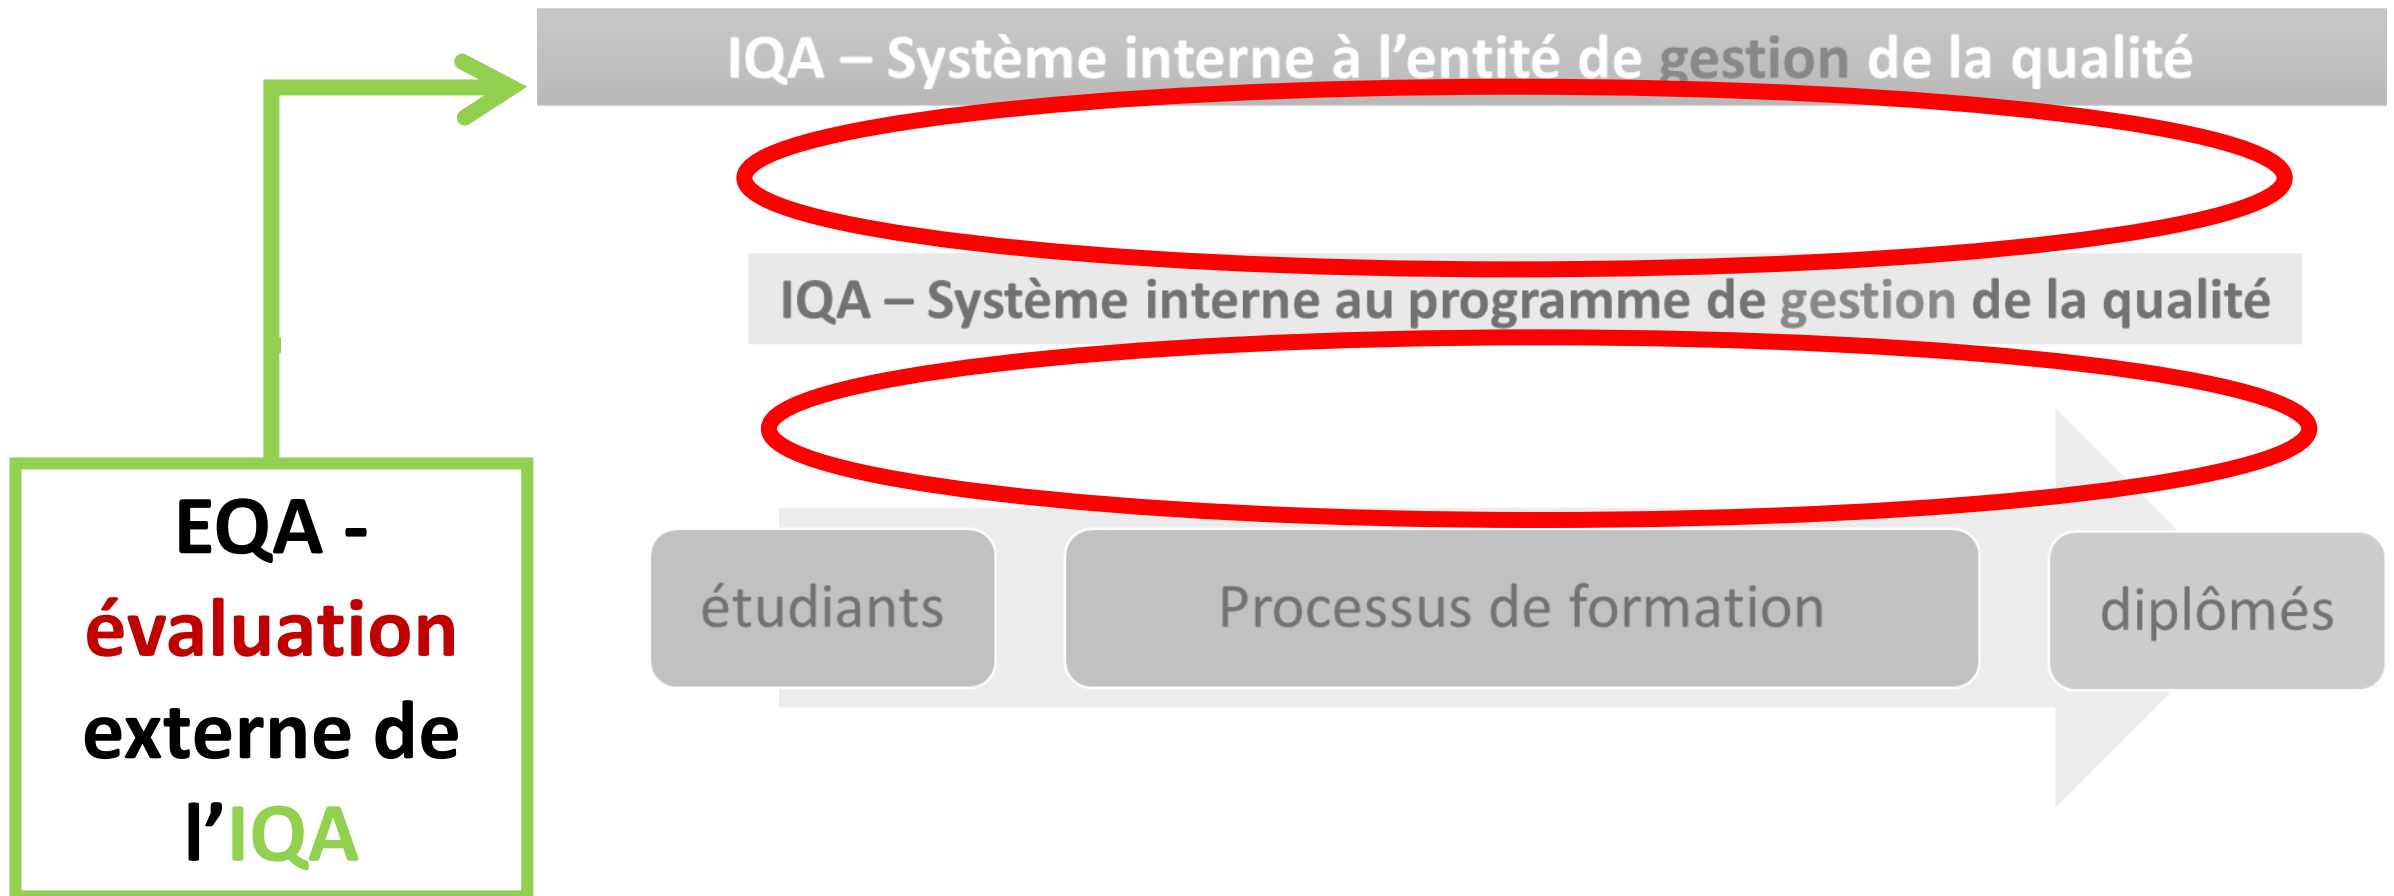 IQA – Système interne à l’entité de gestion de la qualité
IQA – Système interne au programme de gestion de la qualité
EQA -
évaluation
externe de
l’IQA
étudiants
Processus de formation
diplômés